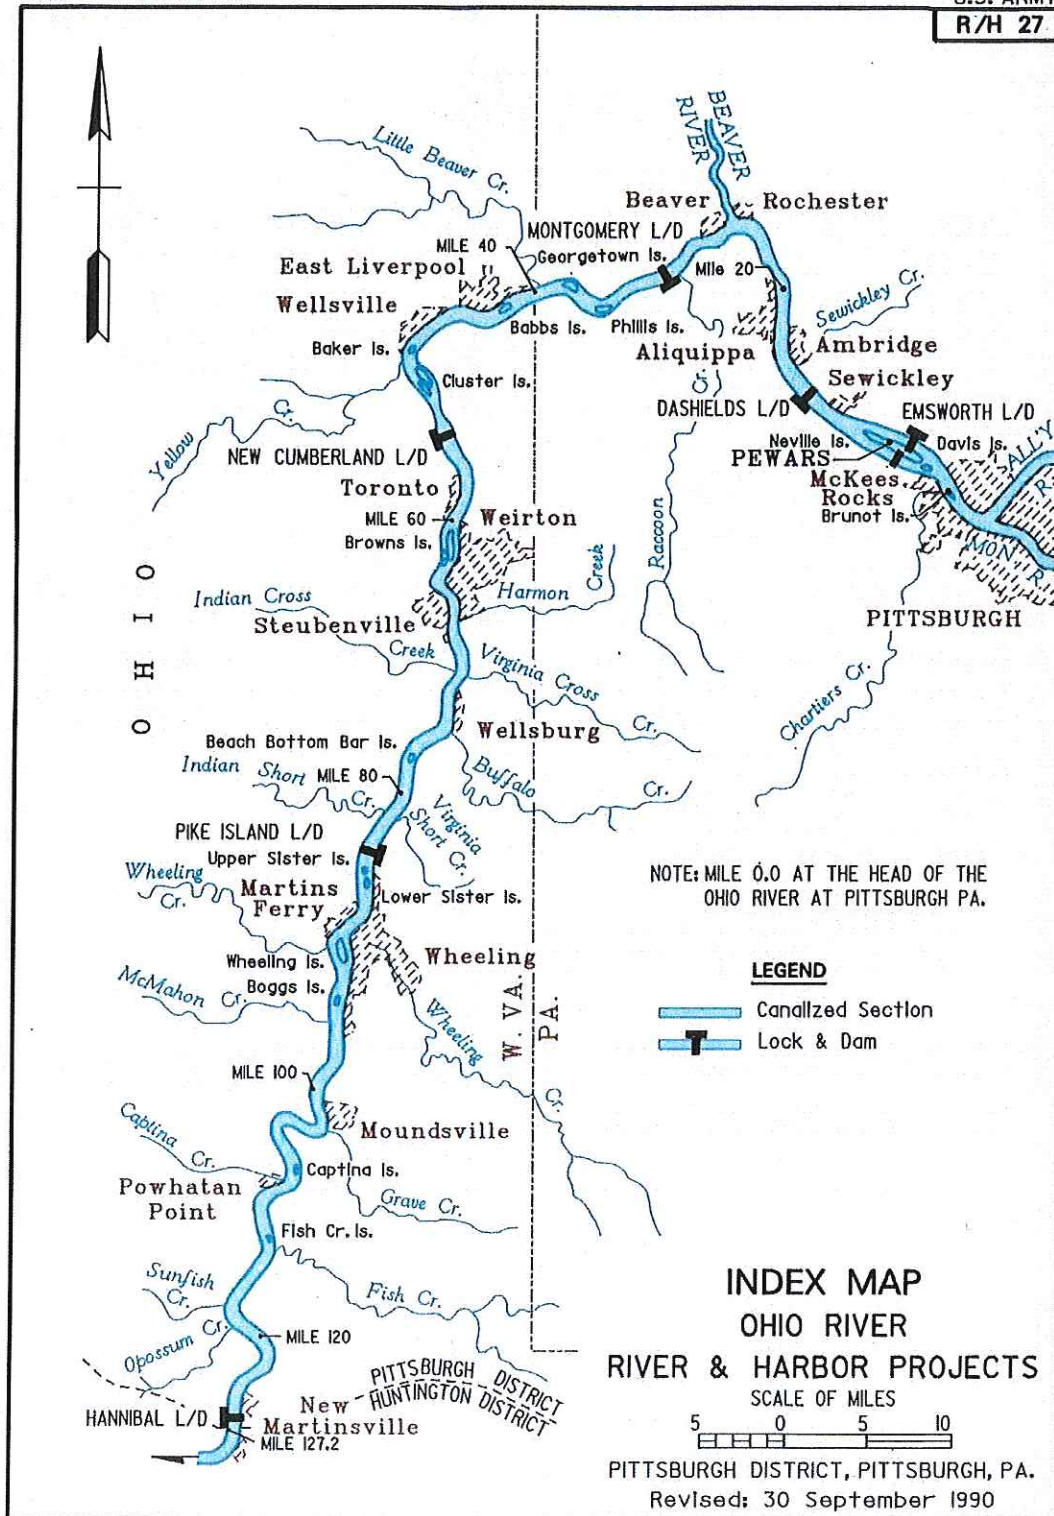 U.S. ARMY
R/H 27
BEAVER
RIVER
Little Beaver Cr.
Beaver
Rochester
MONTGOMERY L/D
MILE 40
Georgetown Is.
East Liverpool
Mile 20
Sewickley Cr.
Wellsville
Babbs Is.
Phillis Is.
Baker Is.
Aliquippa
Ambridge
Cluster Is.
Sewickley
DASHIELDS L/D
EMSWORTH L/D
Yellow Cr.
Neville Is.
Davis Is.
NEW CUMBERLAND L/D
PEWARS
ALL'Y R.
Toronto
McKees
Rocks
MILE 60
Weirton
Brunot Is.
Browns Is.
Raccoon Cr.
MON. R.
OHIO
Indian Cross
Creek
Harmon Creek
Steubenville
PITTSBURGH
Virginia Cross
Cr.
Chartiers Cr.
Wellsburg
Beach Bottom Bar Is.
Indian Short
Cr.
MILE 80
Buffalo
Cr.
Virginia
Short Cr.
PIKE ISLAND L/D
Upper Sister Is.
Wheeling
Cr.
Martins
Ferry
Lower Sister Is.
NOTE: MILE 0.0 AT THE HEAD OF THE
OHIO RIVER AT PITTSBURGH PA.
Wheeling Is.
Wheeling
Boggs Is.
McMahon Cr.
LEGEND
Canalized Section
Lock & Dam
W. VA.
PA.
Wheeling
Cr.
MILE 100
Moundsville
Captina
Cr.
Captina Is.
Powhatan
Point
Grave Cr.
Fish Cr. Is.
Sunfish
Cr.
Fish Cr.
INDEX MAP
OHIO RIVER
RIVER & HARBOR PROJECTS
SCALE OF MILES
5 0 5 10
Opossum Cr.
MILE 120
PITTSBURGH DISTRICT
HUNTINGTON DISTRICT
New
Martinsville
HANNIBAL L/D
MILE 127.2
PITTSBURGH DISTRICT, PITTSBURGH, PA.
Revised: 30 September 1990